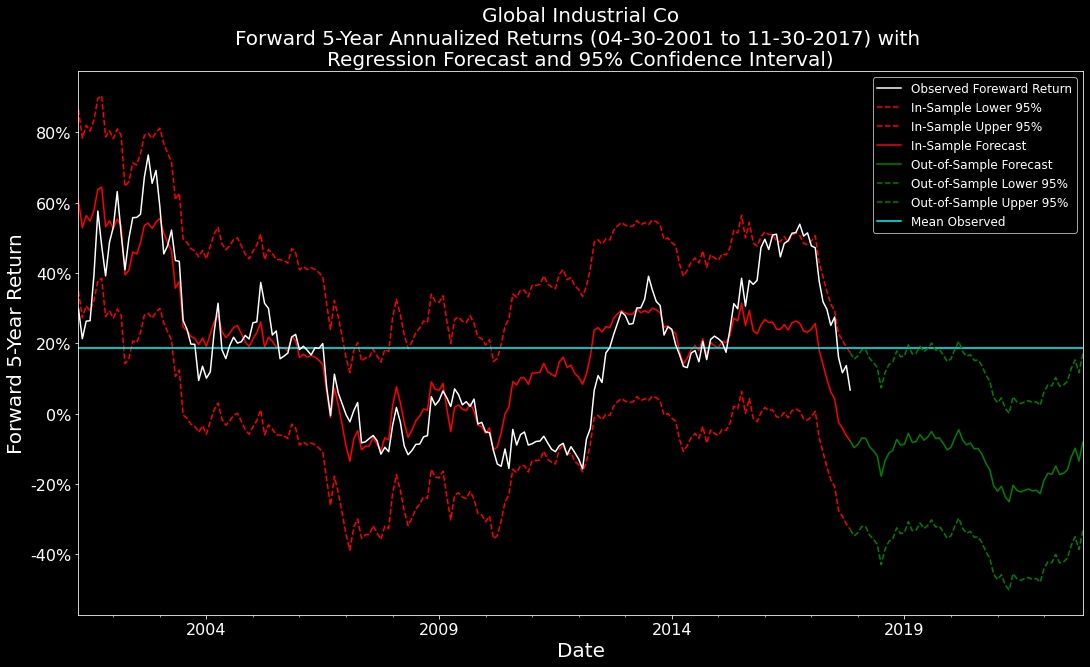 Global Industrial Co
Forward 5-Year Annualized Returns (04-30-2001 to 11-30-2017) with
Regression Forecast and 95% Confidence Interval)
Observed Foreward Return
In-Sample Lower 95%
In-Sample Upper 95%
In-Sample Forecast
Out-of-Sample Forecast
Out-of-Sample Lower 95%
Out-of-Sample Upper 95%
Mean Observed
Forward 5-Year Return
80%
60%
40%
20%
0%
-20%
-40%
2004
2009
2014
2019
Date